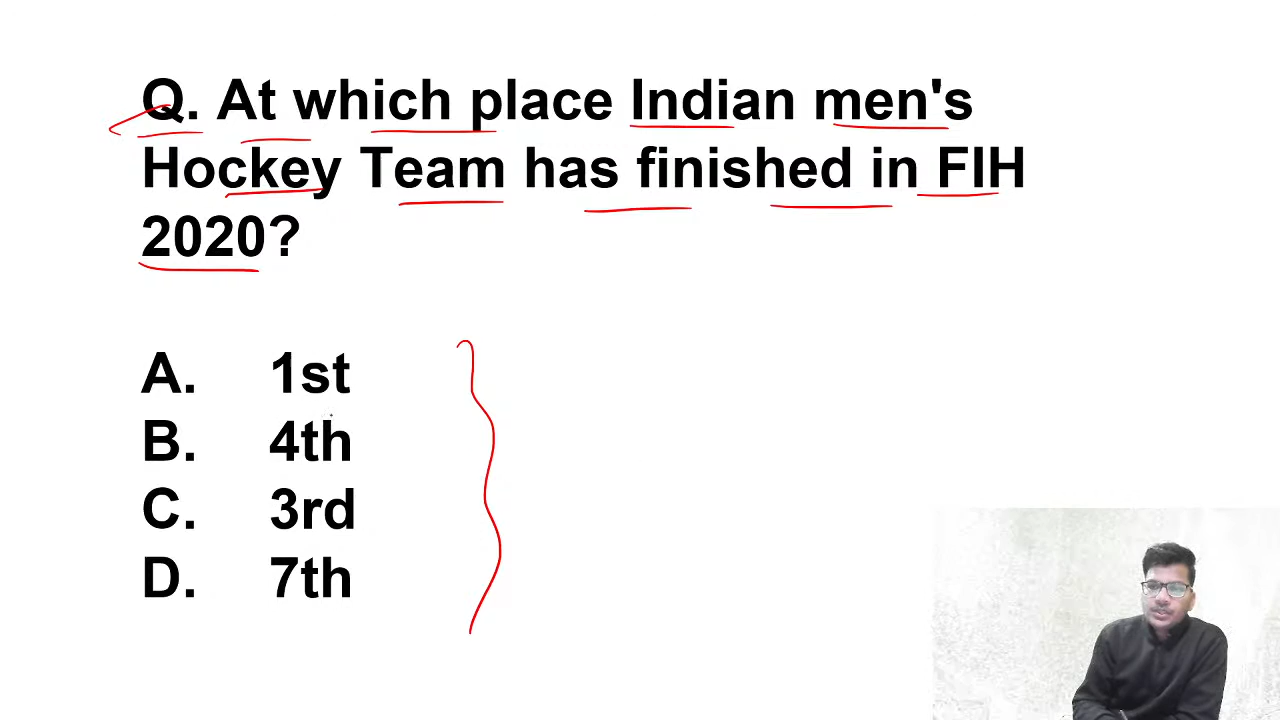 Q. At which place Indian men's
Hockey Team has finished in FIH
2020?
A. 1st
B. 4th
C. 3rd
D. 7th